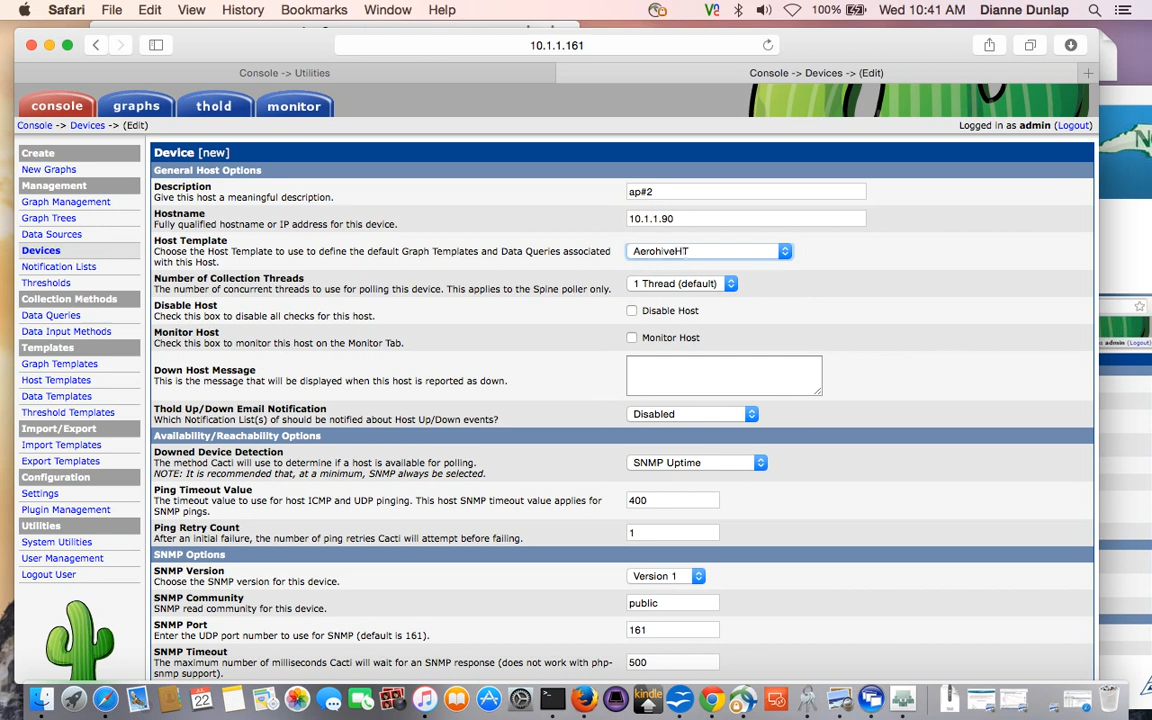 Safari File Edit View History Bookmarks Window Help 100% Wed 10:41 AM Dianne Dunlap
10.1.1.161
Console -> Utilities Console -> Devices -> (Edit)
console graphs thold monitor
Console -> Devices -> (Edit) Logged in as admin (Logout)
Create
New Graphs
Management
Graph Management
Graph Trees
Data Sources
Devices
Notification Lists
Thresholds
Collection Methods
Data Queries
Data Input Methods
Templates
Graph Templates
Host Templates
Data Templates
Threshold Templates
Import/Export
Import Templates
Export Templates
Configuration
Settings
Plugin Management
Utilities
System Utilities
User Management
Logout User
Device [new]
General Host Options
Description
Give this host a meaningful description.
ap#2
Hostname
Fully qualified hostname or IP address for this device.
10.1.1.90
Host Template
Choose the Host Template to use to define the default Graph Templates and Data Queries associated
with this Host.
AerohiveHT
Number of Collection Threads
The number of concurrent threads to use for polling this device. This applies to the Spine poller only.
1 Thread (default)
Disable Host
Check this box to disable all checks for this host.
Disable Host
Monitor Host
Check this box to monitor this host on the Monitor Tab.
Monitor Host
Down Host Message
This is the message that will be displayed when this host is reported as down.
Thold Up/Down Email Notification
Which Notification List(s) of should be notified about Host Up/Down events?
Disabled
Availability/Reachability Options
Downed Device Detection
The method Cacti will use to determine if a host is available for polling.
NOTE: It is recommended that, at a minimum, SNMP always be selected.
SNMP Uptime
Ping Timeout Value
The timeout value to use for host ICMP and UDP pinging. This host SNMP timeout value applies for
SNMP pings.
400
Ping Retry Count
After an initial failure, the number of ping retries Cacti will attempt before failing.
1
SNMP Options
SNMP Version
Choose the SNMP version for this device.
Version 1
SNMP Community
SNMP read community for this device.
public
SNMP Port
Enter the UDP port number to use for SNMP (default is 161).
161
SNMP Timeout
The maximum number of milliseconds Cacti will wait for an SNMP response (does not work with php-
snmp support).
500
(Logout)
22
kindle